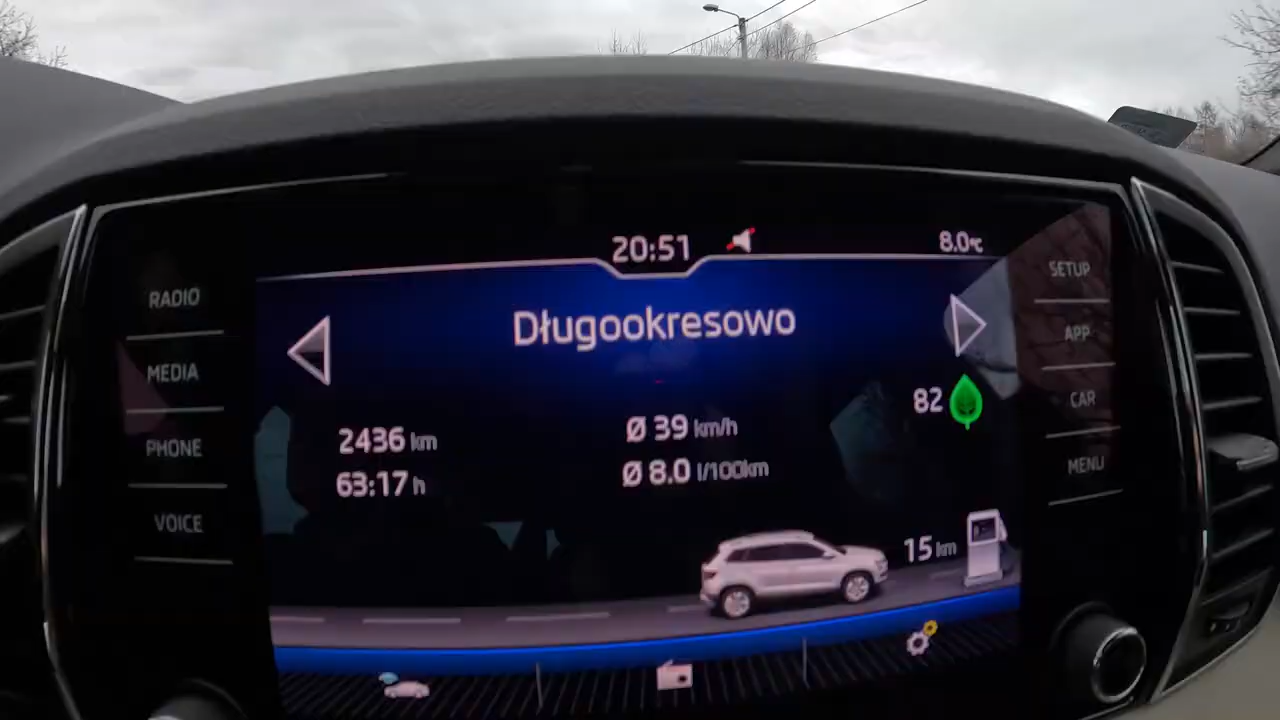 20:51
8.0°C
RADIO
MEDIA
PHONE
VOICE
Długookresowo
2436 km
63:17 h
Ø 39 km/h
Ø 8.0 l/100km
82
15 km
SETUP
APP
CAR
MENU